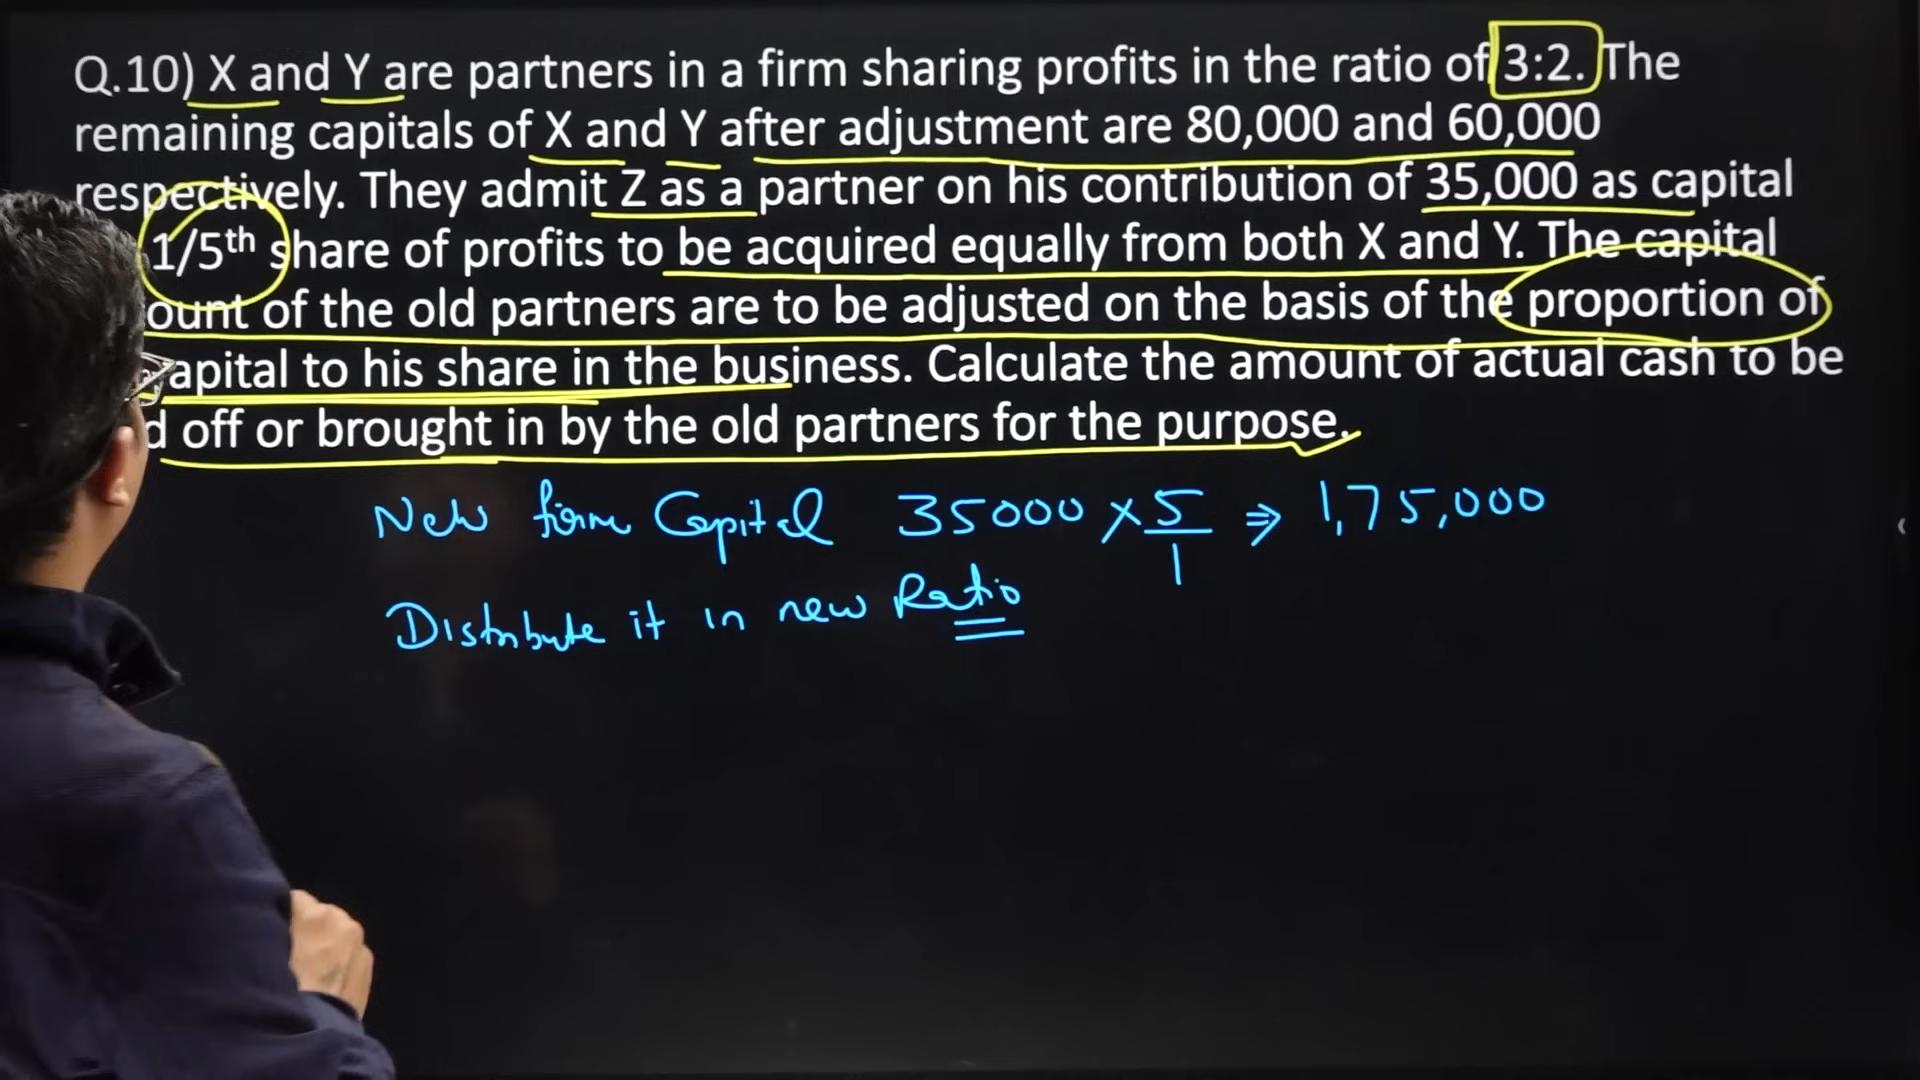 Q.10) X and Y are partners in a firm sharing profits in the ratio of 3:2. The
remaining capitals of X and Y after adjustment are 80,000 and 60,000
respectively. They admit Z as a partner on his contribution of 35,000 as capital
1/5th share of profits to be acquired equally from both X and Y. The capital
ount of the old partners are to be adjusted on the basis of the proportion of
apital to his share in the business. Calculate the amount of actual cash to be
d off or brought in by the old partners for the purpose.
New firm Capital 35000 × 5/1 ⇒ 1,75,000
Distribute it in new Ratio